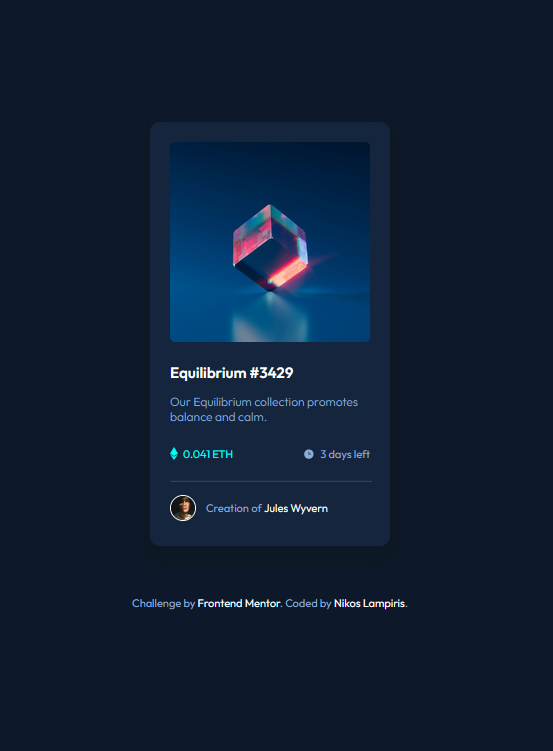 Equilibrium #3429
Our Equilibrium collection promotes
balance and calm.
0.041 ETH
3 days left
Creation of Jules Wyvern
Challenge by Frontend Mentor. Coded by Nikos Lampiris.